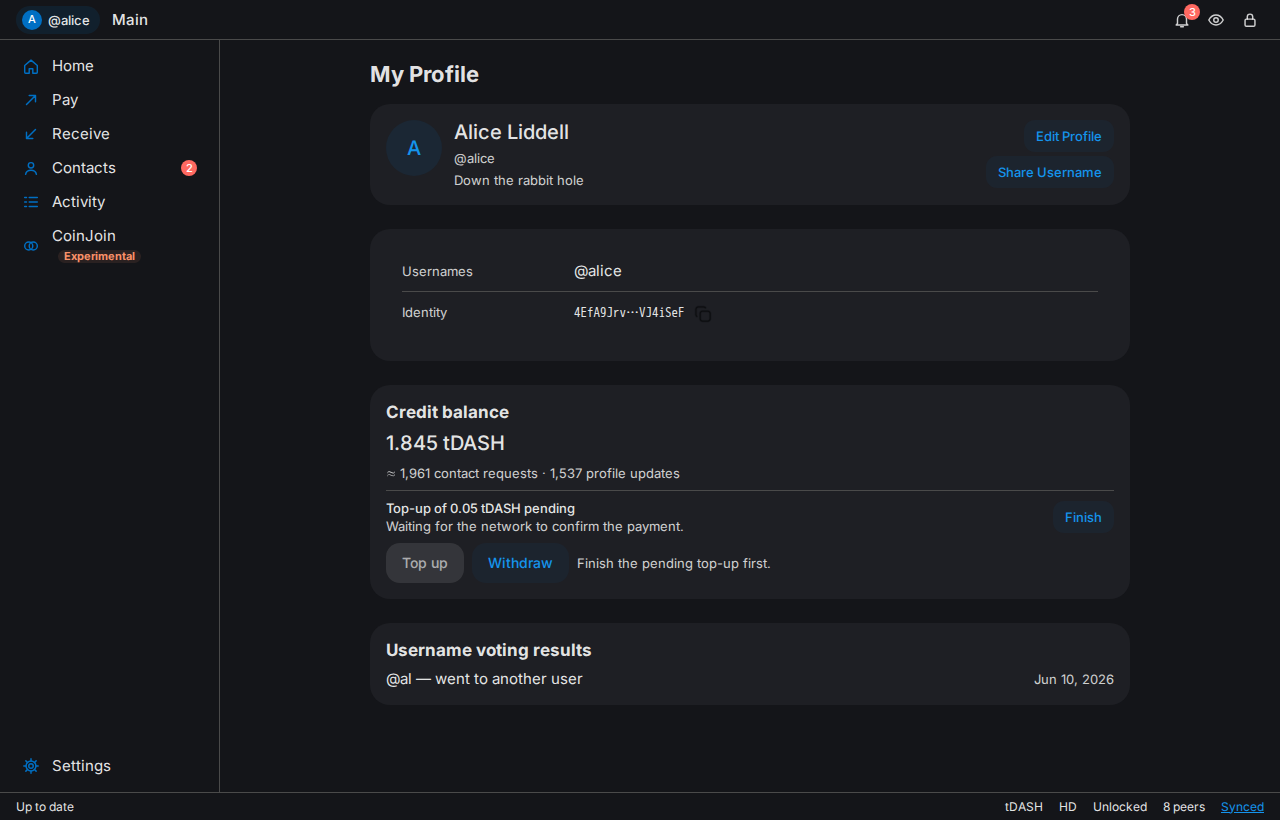 A @alice Main 3
Home
Pay
Receive
Contacts 2
Activity
CoinJoin
Experimental
Settings
My Profile
A
Alice Liddell
@alice
Down the rabbit hole
Edit Profile
Share Username
Usernames @alice
Identity 4EfA9Jrv⋯VJ4iSeF
Credit balance
1.845 tDASH
≈ 1,961 contact requests · 1,537 profile updates
Top-up of 0.05 tDASH pending
Waiting for the network to confirm the payment.
Finish
Top up Withdraw Finish the pending top-up first.
Username voting results
@al — went to another user Jun 10, 2026
Up to date tDASH HD Unlocked 8 peers Synced